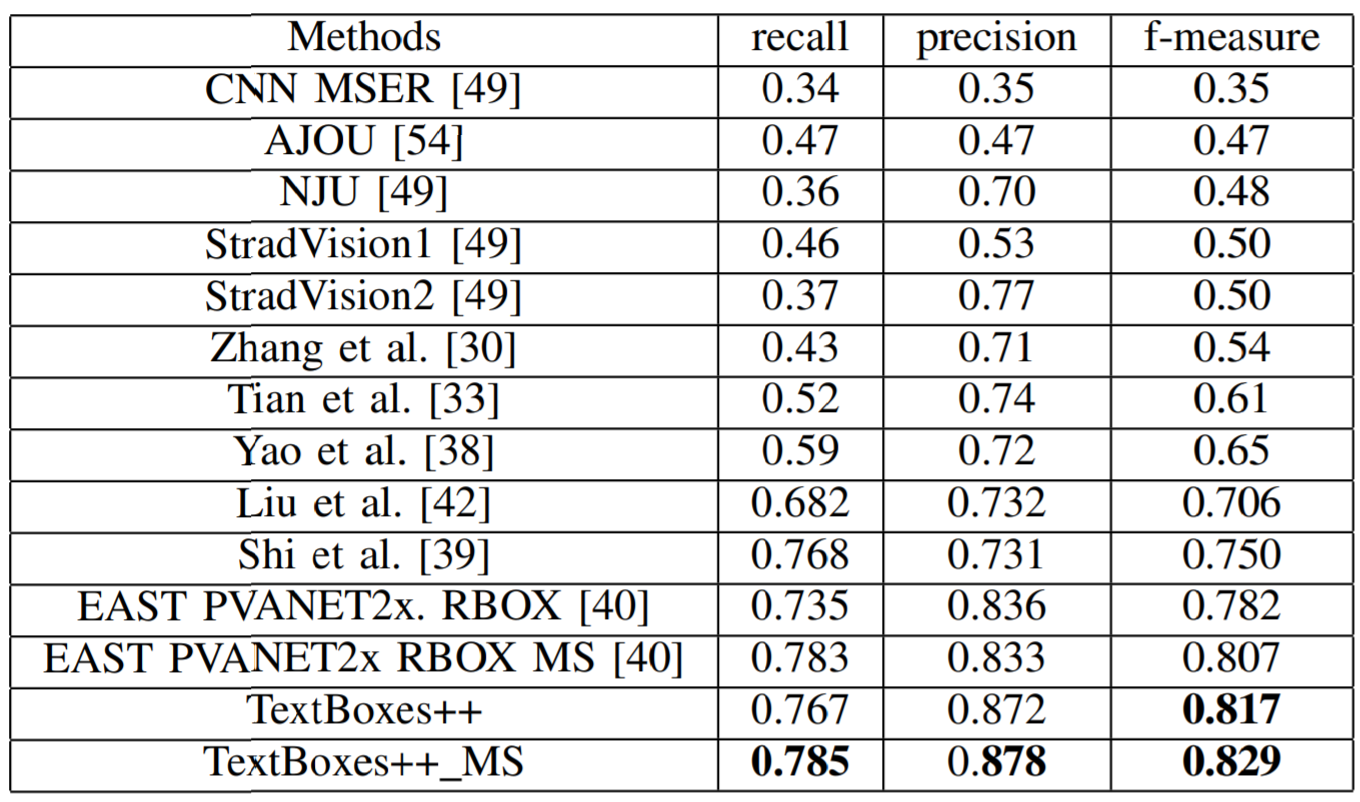 Methods recall precision f-measure
CNN MSER [49] 0.34 0.35 0.35
AJOU [54] 0.47 0.47 0.47
NJU [49] 0.36 0.70 0.48
StradVision1 [49] 0.46 0.53 0.50
StradVision2 [49] 0.37 0.77 0.50
Zhang et al. [30] 0.43 0.71 0.54
Tian et al. [33] 0.52 0.74 0.61
Yao et al. [38] 0.59 0.72 0.65
Liu et al. [42] 0.682 0.732 0.706
Shi et al. [39] 0.768 0.731 0.750
EAST PVANET2x. RBOX [40] 0.735 0.836 0.782
EAST PVANET2x RBOX MS [40] 0.783 0.833 0.807
TextBoxes++ 0.767 0.872 0.817
TextBoxes++_MS 0.785 0.878 0.829